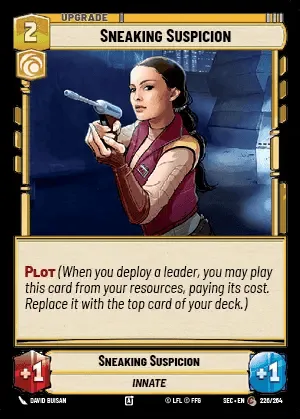 UPGRADE
2
SNEAKING SUSPICION
PLOT (When you deploy a leader, you may play
this card from your resources, paying its cost.
Replace it with the top card of your deck.)
+1
SNEAKING SUSPICION
INNATE
+1
DAVID BUISAN
A
© LFL © FFG
SEC • EN
226/264